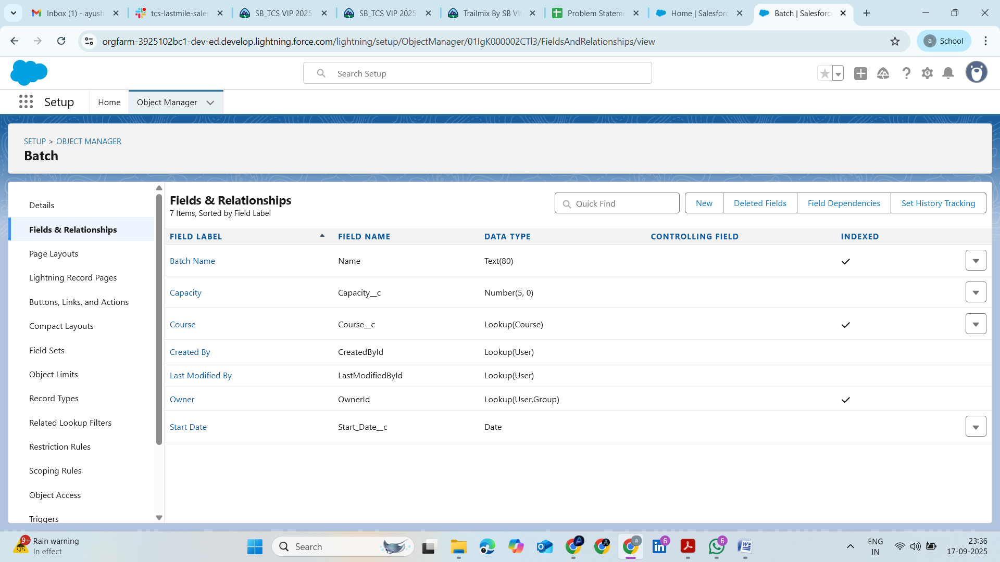 Inbox (1) - ayush
tcs-lastmile-sales
SB_TCS VIP 2025
SB_TCS VIP 2025
Trailmix By SB VI
Problem Stateme
Home | Salesforc
Batch | Salesforc
orgfarm-3925102bc1-dev-ed.develop.lightning.force.com/lightning/setup/ObjectManager/01IgK000002CTl3/FieldsAndRelationships/view
a School
Search Setup
Setup
Home
Object Manager
SETUP > OBJECT MANAGER
Batch
Details
Fields & Relationships
Page Layouts
Lightning Record Pages
Buttons, Links, and Actions
Compact Layouts
Field Sets
Object Limits
Record Types
Related Lookup Filters
Restriction Rules
Scoping Rules
Object Access
Triggers
Fields & Relationships
7 Items, Sorted by Field Label
Quick Find
New
Deleted Fields
Field Dependencies
Set History Tracking
FIELD LABEL FIELD NAME DATA TYPE CONTROLLING FIELD INDEXED
Batch Name Name Text(80)
Capacity Capacity__c Number(5, 0)
Course Course__c Lookup(Course)
Created By CreatedById Lookup(User)
Last Modified By LastModifiedById Lookup(User)
Owner OwnerId Lookup(User,Group)
Start Date Start_Date__c Date
9+
Rain warning
In effect
Search
A
A
a
6
6
ENG
IN
23:36
17-09-2025